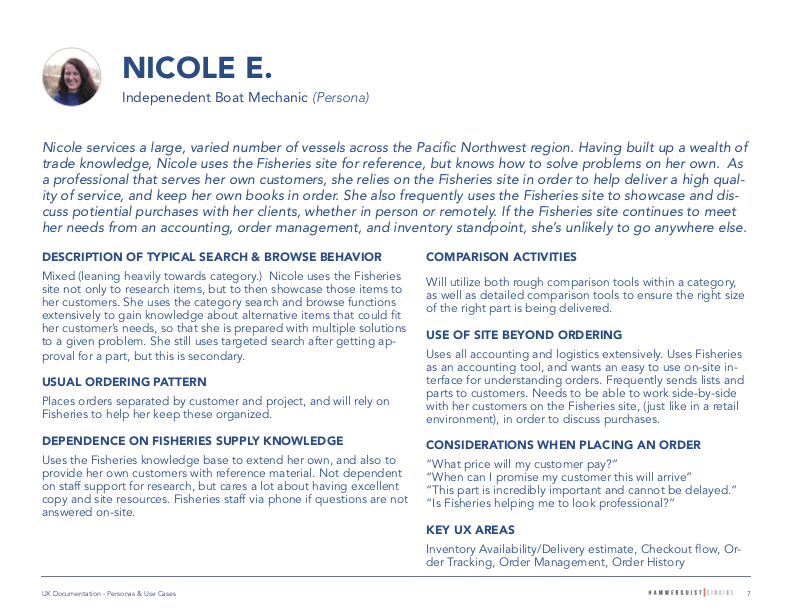 NICOLE E.
Indepenedent Boat Mechanic (Persona)
Nicole services a large, varied number of vessels across the Pacific Northwest region. Having built up a wealth of
trade knowledge, Nicole uses the Fisheries site for reference, but knows how to solve problems on her own.  As
a professional that serves her own customers, she relies on the Fisheries site in order to help deliver a high qual-
ity of service, and keep her own books in order. She also frequently uses the Fisheries site to showcase and dis-
cuss potiential purchases with her clients, whether in person or remotely. If the Fisheries site continues to meet
her needs from an accounting, order management, and inventory standpoint, she's unlikely to go anywhere else.
DESCRIPTION OF TYPICAL SEARCH & BROWSE BEHAVIOR
Mixed (leaning heavily towards category.)  Nicole uses the Fisheries
site not only to research items, but to then showcase those items to
her customers. She uses the category search and browse functions
extensively to gain knowledge about alternative items that could fit
her customer's needs, so that she is prepared with multiple solutions
to a given problem. She still uses targeted search after getting ap-
proval for a part, but this is secondary.
USUAL ORDERING PATTERN
Places orders separated by customer and project, and will rely on
Fisheries to help her keep these organized.
DEPENDENCE ON FISHERIES SUPPLY KNOWLEDGE
Uses the Fisheries knowledge base to extend her own, and also to
provide her own customers with reference material. Not dependent
on staff support for research, but cares a lot about having excellent
copy and site resources. Fisheries staff via phone if questions are not
answered on-site.
COMPARISON ACTIVITIES
Will utilize both rough comparison tools within a category,
as well as detailed comparison tools to ensure the right size
of the right part is being delivered.
USE OF SITE BEYOND ORDERING
Uses all accounting and logistics extensively. Uses Fisheries
as an accounting tool, and wants an easy to use on-site in-
terface for understanding orders. Frequently sends lists and
parts to customers. Needs to be able to work side-by-side
with her customers on the Fisheries site, (just like in a retail
environment), in order to discuss purchases.
CONSIDERATIONS WHEN PLACING AN ORDER
"What price will my customer pay?"
"When can I promise my customer this will arrive"
"This part is incredibly important and cannot be delayed."
"Is Fisheries helping me to look professional?"
KEY UX AREAS
Inventory Availability/Delivery estimate, Checkout flow, Or-
der Tracking, Order Management, Order History
UX Documentation - Personas & Use Cases
HAMMERQUIST STUDIOS
7